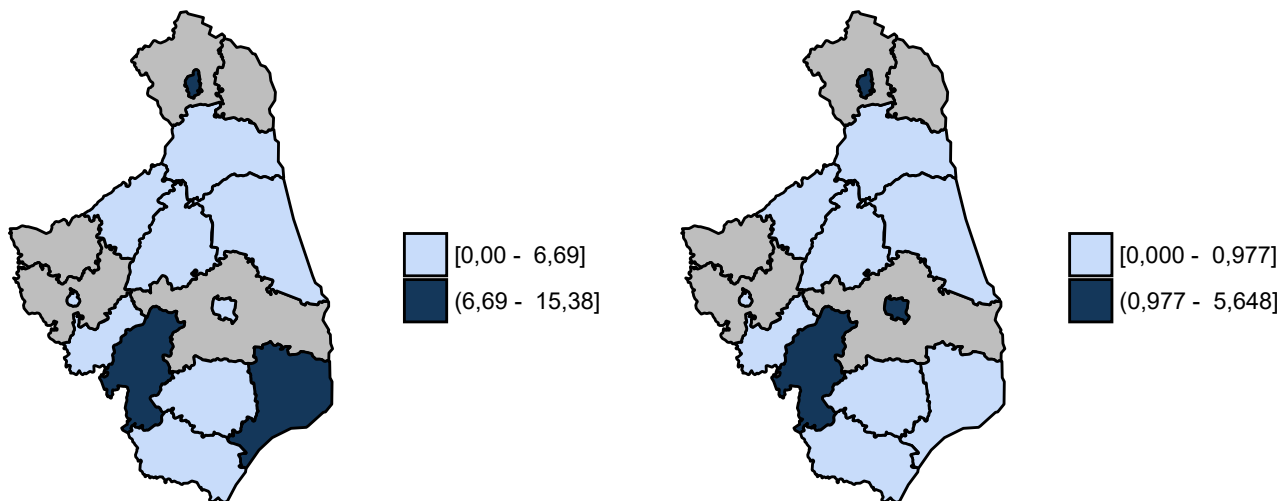 [0,00 -  6,69]
(6,69 -  15,38]
[0,000 -  0,977]
(0,977 -  5,648]